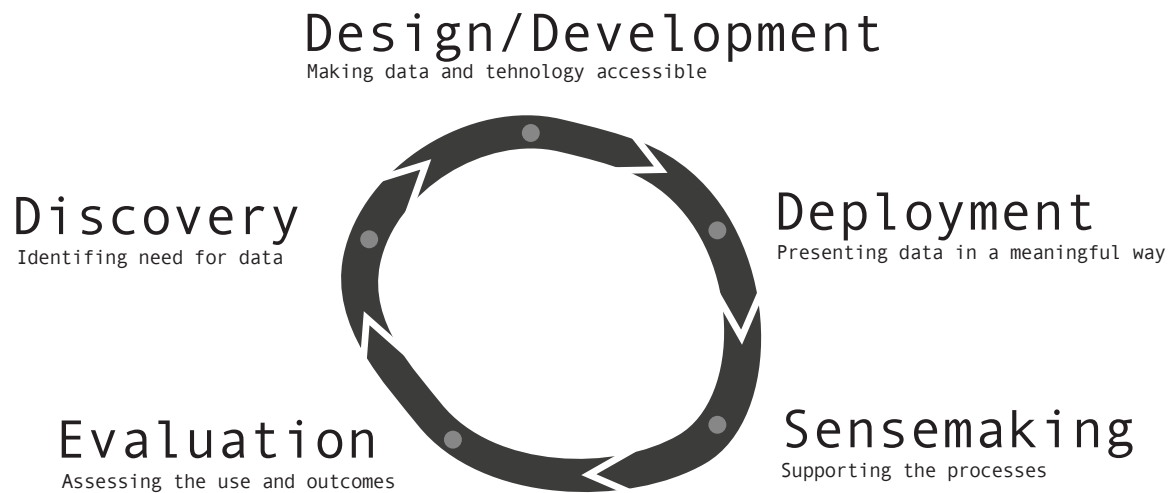 Design/Development
Making data and tehnology accessible
Discovery
Identifing need for data
Deployment
Presenting data in a meaningful way
Evaluation
Assessing the use and outcomes
Sensemaking
Supporting the processes